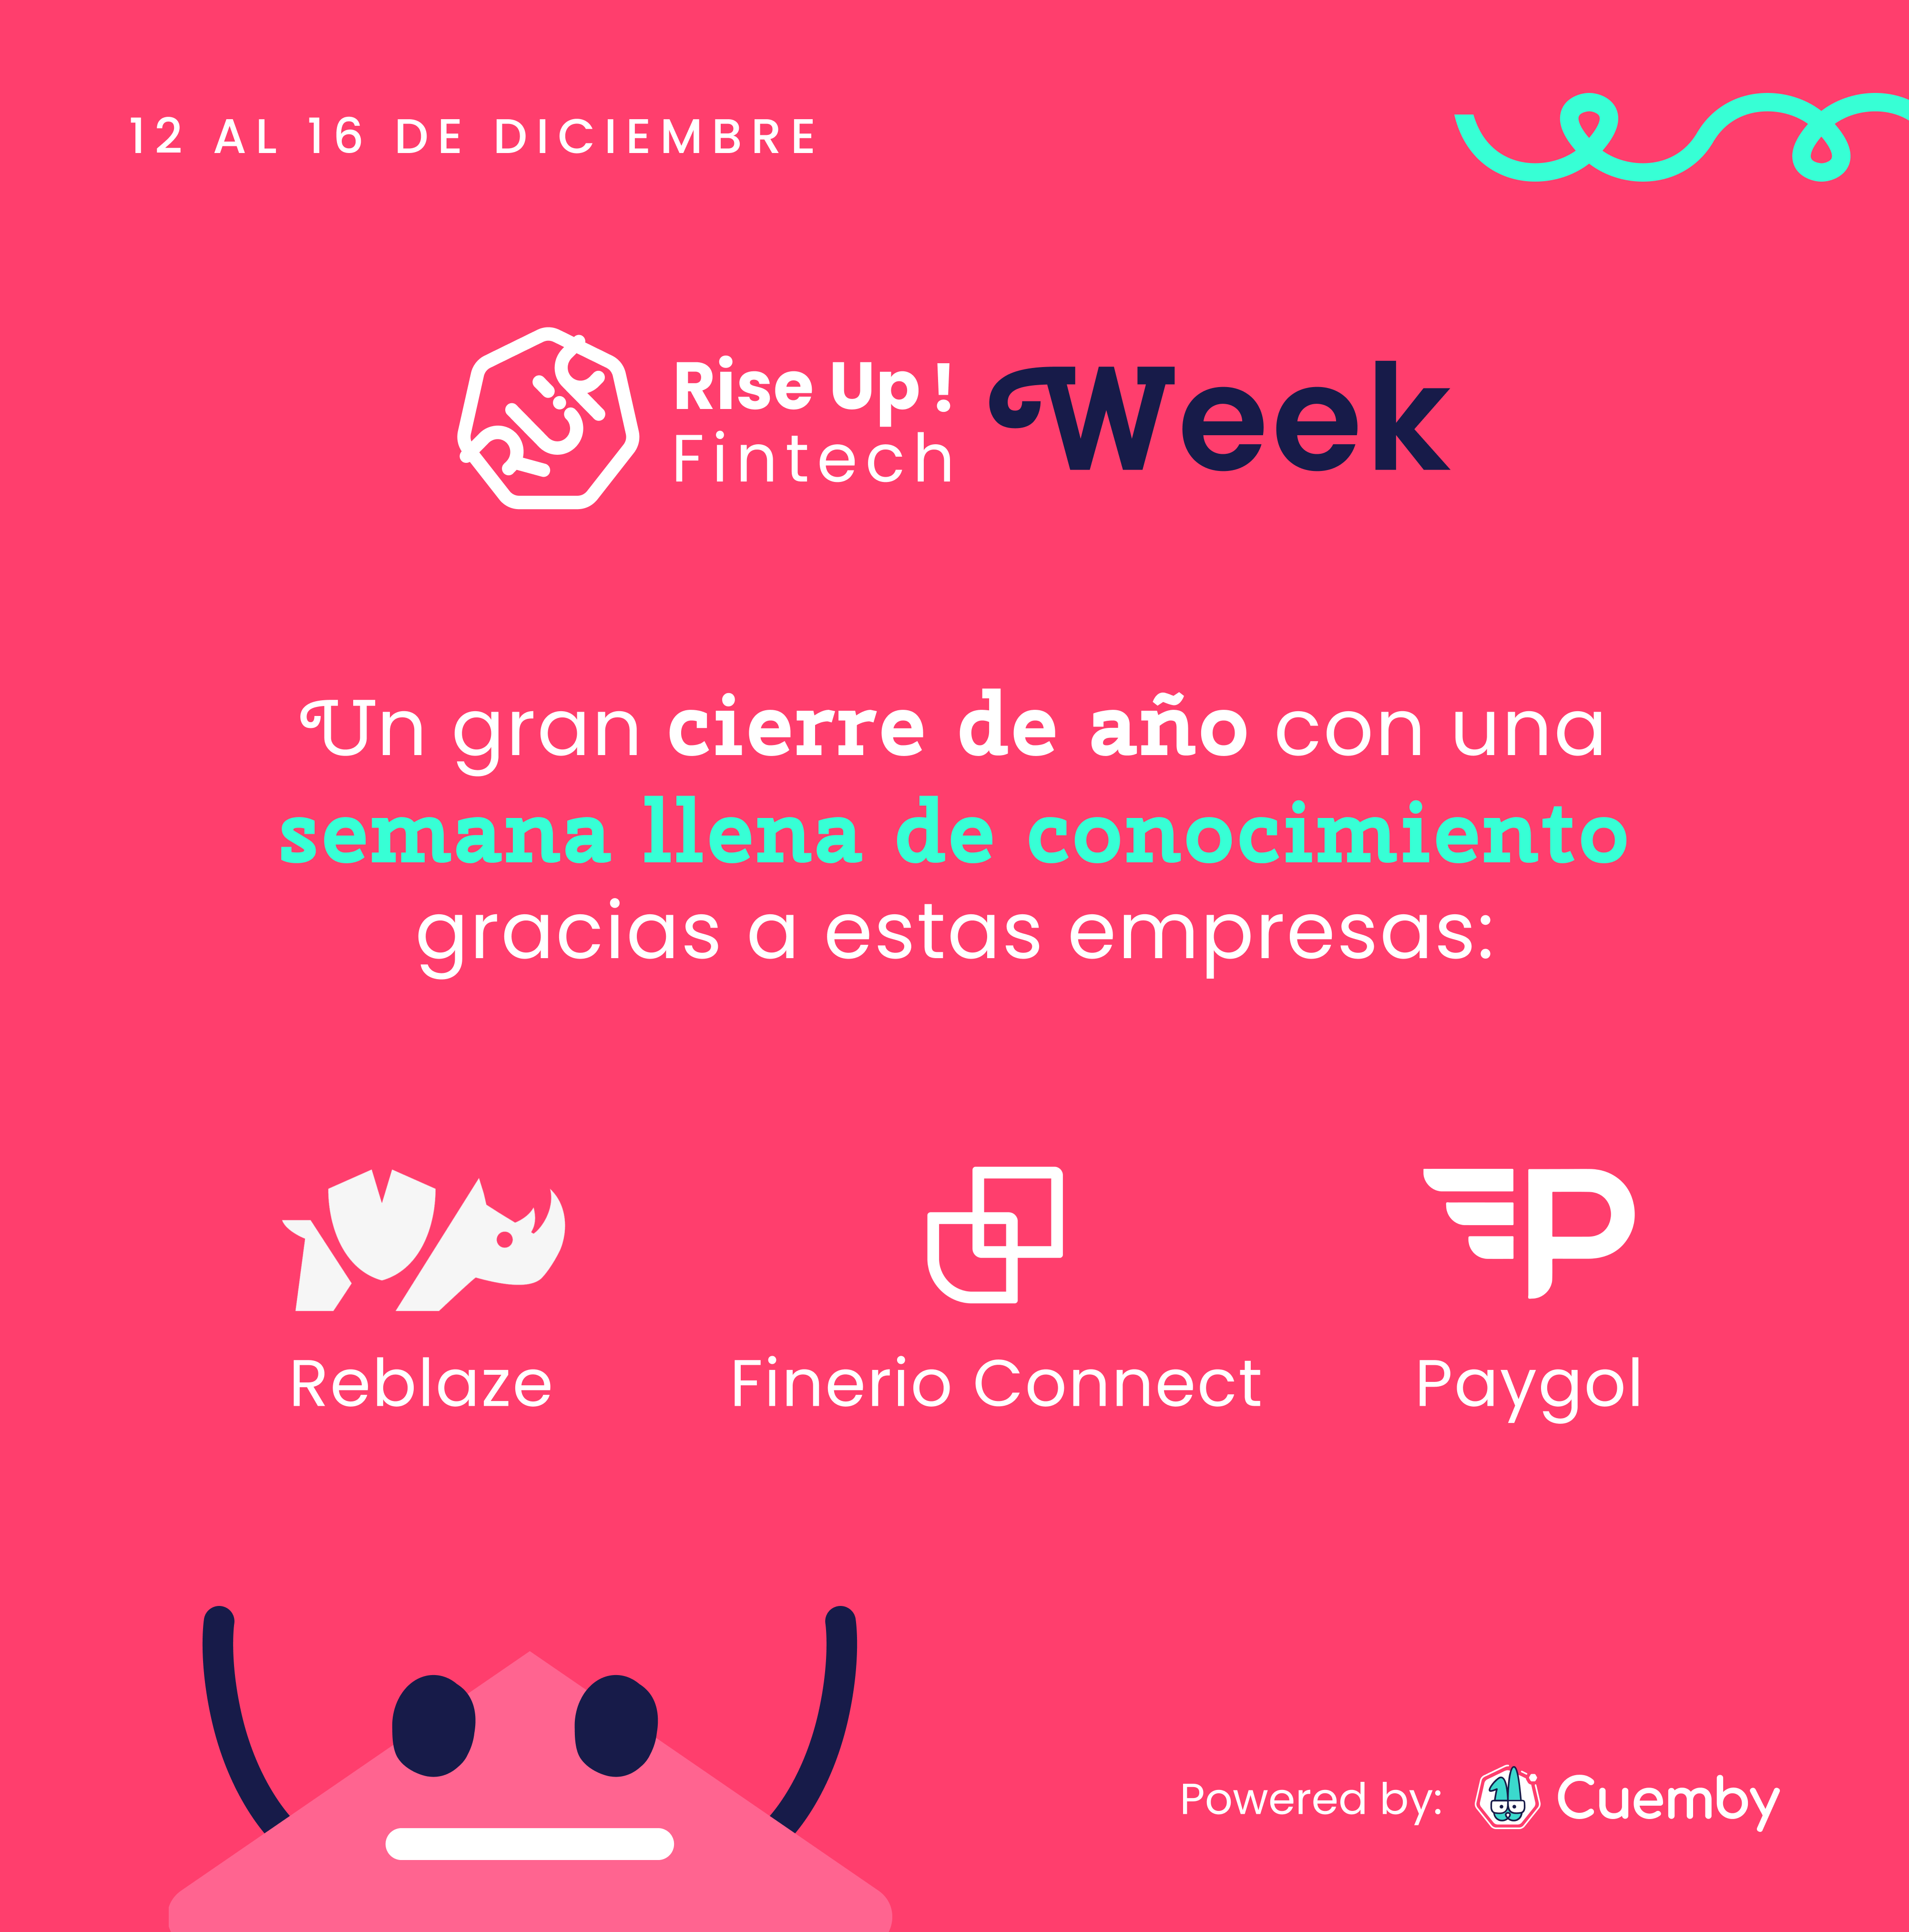 12 AL 16 DE DICIEMBRE
RUF
Rise Up!
Fintech
Week
Un gran cierre de año con una
semana llena de conocimiento
gracias a estas empresas:
Reblaze
Finerio Connect
Paygol
Powered by:
Cuemby